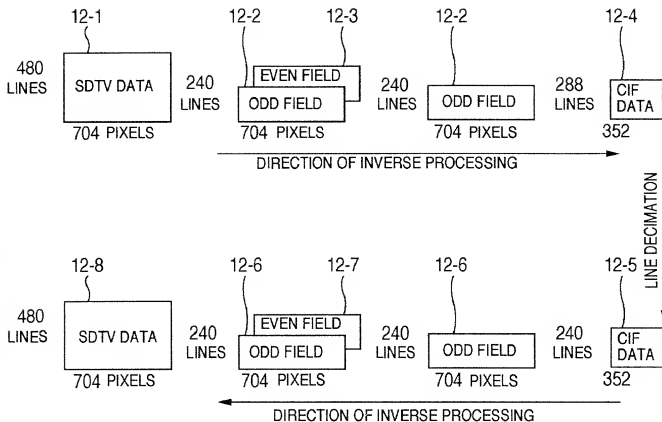 12-1
12-2
12-3
12-2
12-4
480
LINES
SDTV DATA
704 PIXELS
240
LINES
EVEN FIELD
ODD FIELD
704 PIXELS
240
LINES
ODD FIELD
704 PIXELS
288
LINES
CIF
DATA
352
DIRECTION OF INVERSE PROCESSING
LINE DECIMATION
12-8
12-6
12-7
12-6
12-5
480
LINES
SDTV DATA
704 PIXELS
240
LINES
EVEN FIELD
ODD FIELD
704 PIXELS
240
LINES
ODD FIELD
704 PIXELS
240
LINES
CIF
DATA
352
DIRECTION OF INVERSE PROCESSING